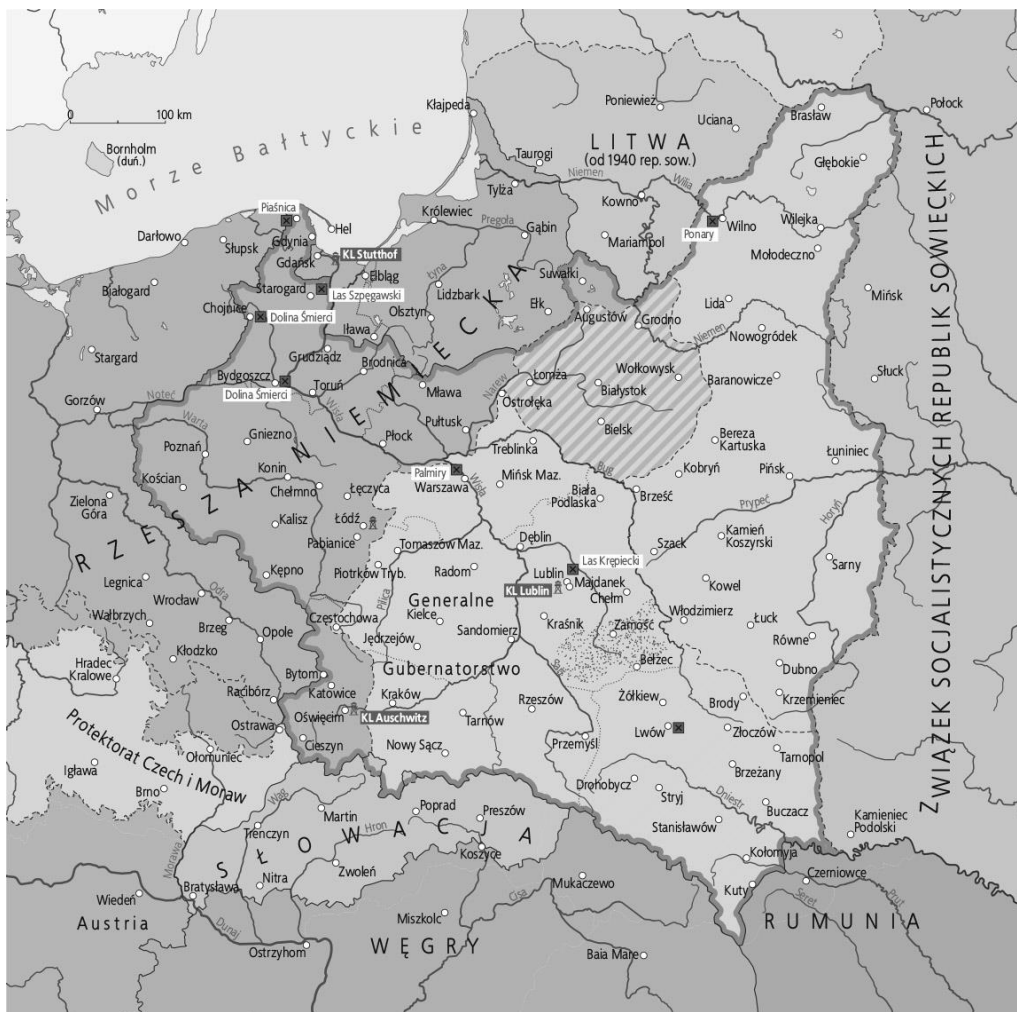 0 100 km
Bornholm
(duń.)
Morze Bałtyckie
Kłajpeda
Poniewież
Uciana
Brasław
Połock
LITWA
(od 1940 rep. sow.)
Głębokie
Taurogi
Niemen
Tylża
Wilia
Kowno
Piaśnica
Hel
Królewiec
Pregoła
Gąbin
Mariampol
Ponary
Wilno
Wilejka
Darłowo
Słupsk
Gdynia
Gdańsk
KL Stutthof
Mołodeczno
Białogard
Starogard
Elbląg
Las Szpęgawski
Łyna
Lidzbark
Suwałki
Ełk
Lida
Mińsk
Chojnice
Dolina Śmierci
Iława
Olsztyn
Augustów
Grodno
Niemen
Nowogródek
Stargard
Grudziądz
Brodnica
Bydgoszcz
Toruń
Dolina Śmierci
Mława
Narew
Łomża
Ostrołęka
Wołkowysk
Białystok
Baranowicze
Słuck
Gorzów
Noteć
Warta
Wisła
Gniezno
Płock
Pułtusk
Bielsk
Treblinka
Bereza
Kartuska
Łuniniec
Poznań
Kościan
Konin
Chełmno
Łęczyca
Palmiry
Warszawa
Wisła
Mińsk Maz.
Bug
Biała
Podlaska
Brześć
Kobryń
Pińsk
Prypeć
Horyń
Zielona
Góra
RZESZA NIEMIECKA
Kalisz
Łódź
Pabianice
Tomaszów Maz.
Dęblin
Szack
Kamień
Koszyrski
Sarny
Legnica
Kępno
Piotrków Tryb.
Radom
Las Krępiecki
Lublin
Majdanek
KL Lublin
Chełm
Kowel
Wałbrzych
Wrocław
Odra
Brzeg
Opole
Częstochowa
Pilica
Generalne
Kielce
Jędrzejów
Sandomierz
Kraśnik
Zamość
Włodzimierz
Łuck
Równe
Kłodzko
Hradec
Kralowe
Gubernatorstwo
Bełżec
Dubno
Bytom
Racibórz
Katowice
Oświęcim
KL Auschwitz
Kraków
Tarnów
Rzeszów
Żółkiew
Brody
Krzemieniec
Protektorat Czech i Moraw
Ostrawa
Cieszyn
Nowy Sącz
Przemyśl
Lwów
Złoczów
Tarnopol
Ołomuniec
Igława
Brno
Drohobycz
Stryj
Brzeżany
Dniestr
Buczacz
Stanisławów
Kamieniec
Podolski
Wag
Martin
Poprad
Preszów
Hron
Trenczyn
SŁOWACJA
Morawa
Nitra
Zwoleń
Koszyce
Kołomyja
Kuty
Czerniowce
Seret
Prut
Bratysława
Wiedeń
Austria
Dunaj
Ostrzyhom
Miszkolc
Cisa
Mukaczewo
WĘGRY
Baia Mare
RUMUNIA
ZWIĄZEK SOCJALISTYCZNYCH REPUBLIK SOWIECKICH